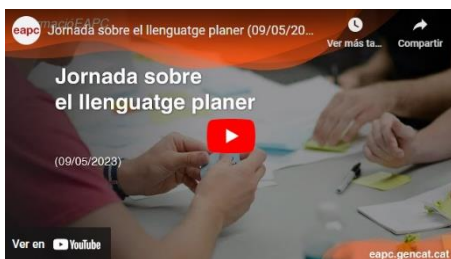 eapc
Jornada sobre el llenguatge planer (09/05/20...
Ver más ta...
Compartir
Jornada sobre
el llenguatge planer
(09/05/2023)
Ver en YouTube
eapc.gencat.cat